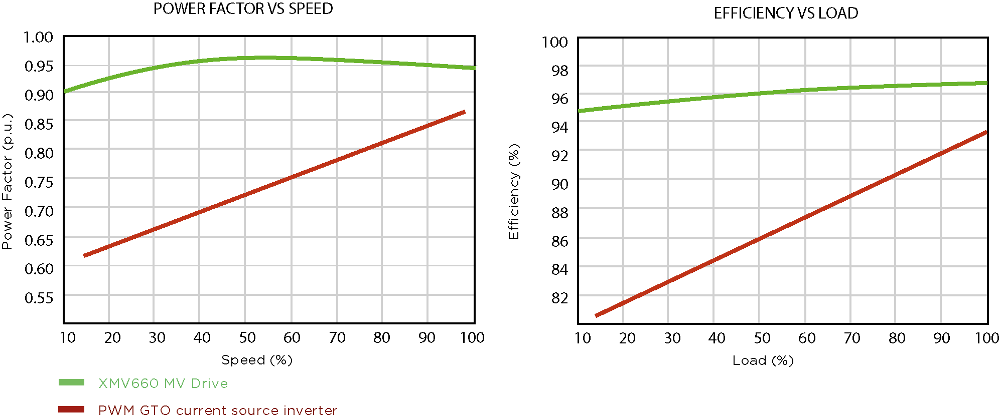 POWER FACTOR VS SPEED
1.00
0.95
0.90
0.85
0.80
0.75
0.70
0.65
0.60
0.55
Power Factor (p.u.)
10 20 30 40 50 60 70 80 90 100
Speed (%)
XMV660 MV Drive
PWM GTO current source inverter
EFFICIENCY VS LOAD
100
98
96
94
92
90
88
86
84
82
Efficiency (%)
10 20 30 40 50 60 70 80 90 100
Load (%)